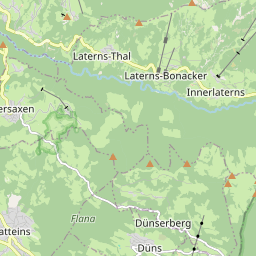 Laterns-Thal
Laterns-Bonacker
Innerlaterns
ersaxen
Flana
Dünserberg
atteins
Düns